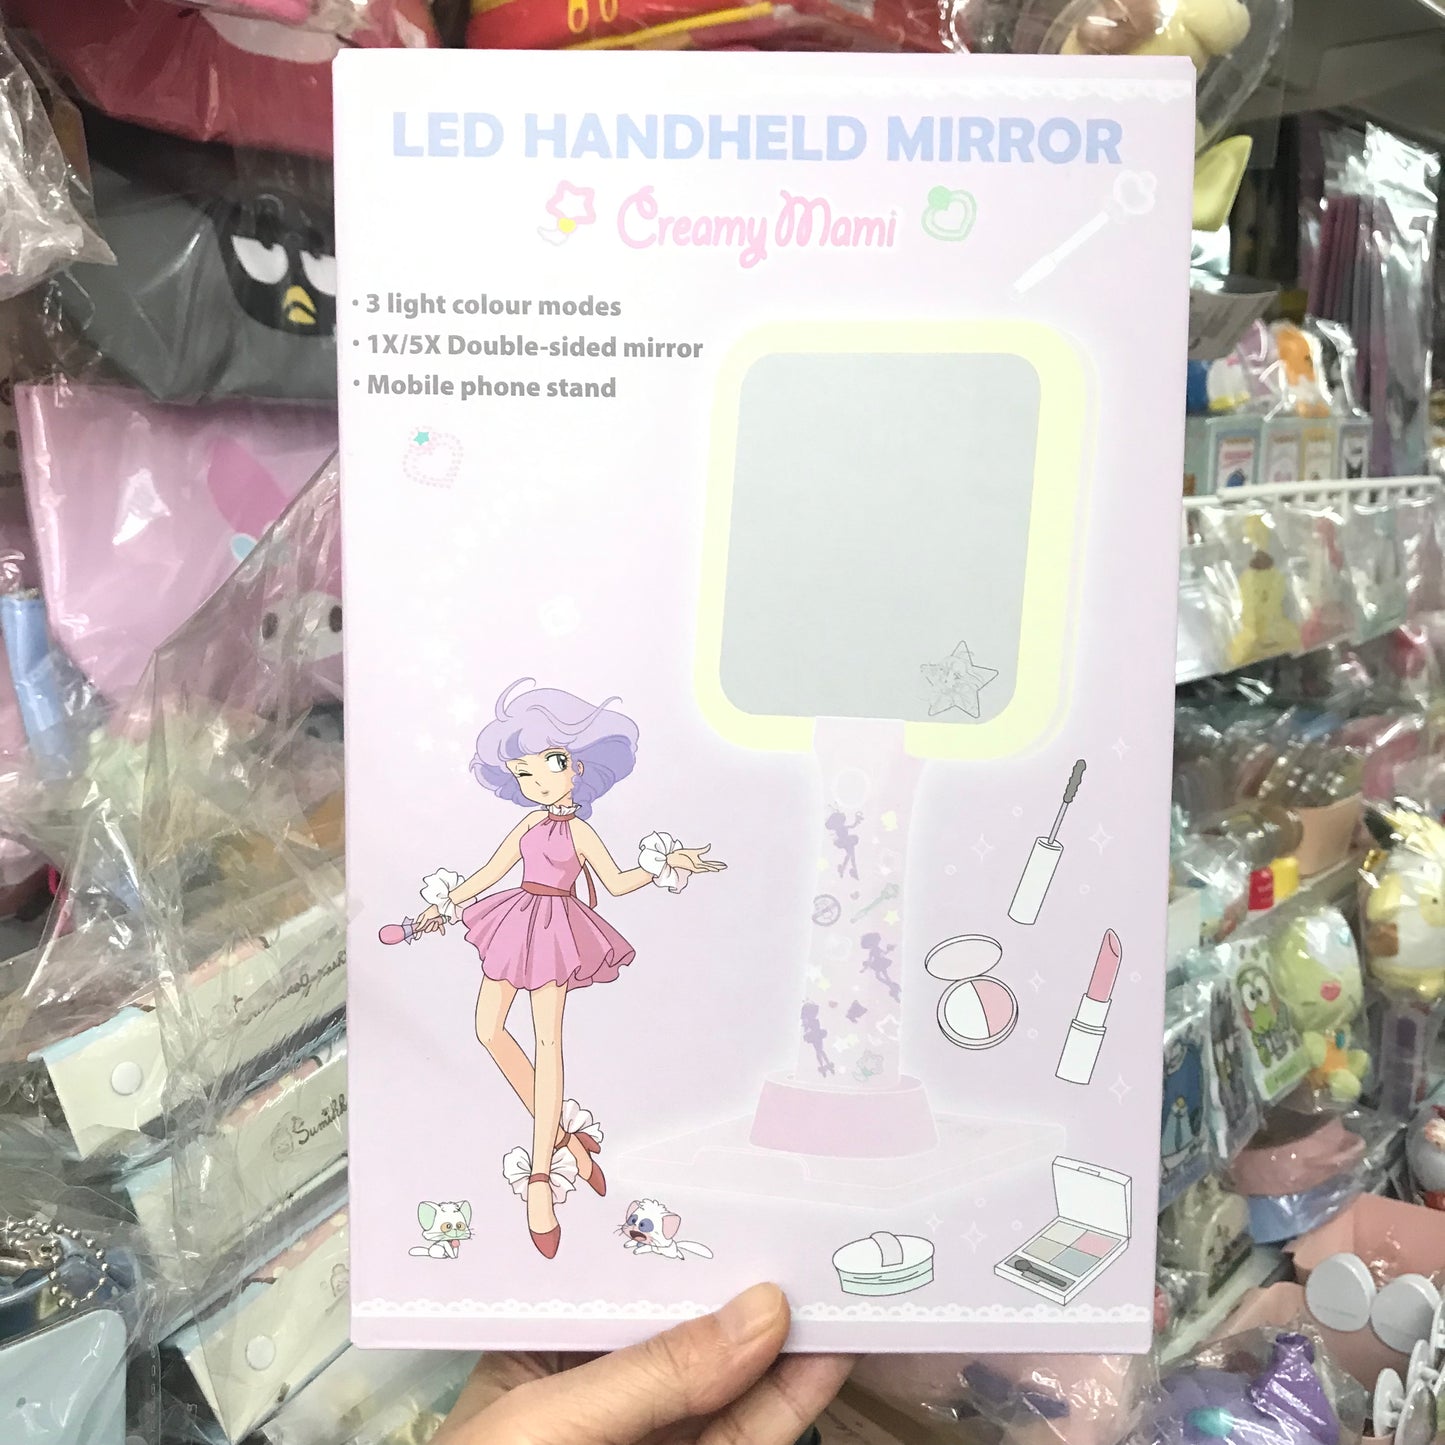 LED HANDHELD MIRROR
Creamy Mami
• 3 light colour modes
• 1X/5X Double-sided mirror
• Mobile phone stand